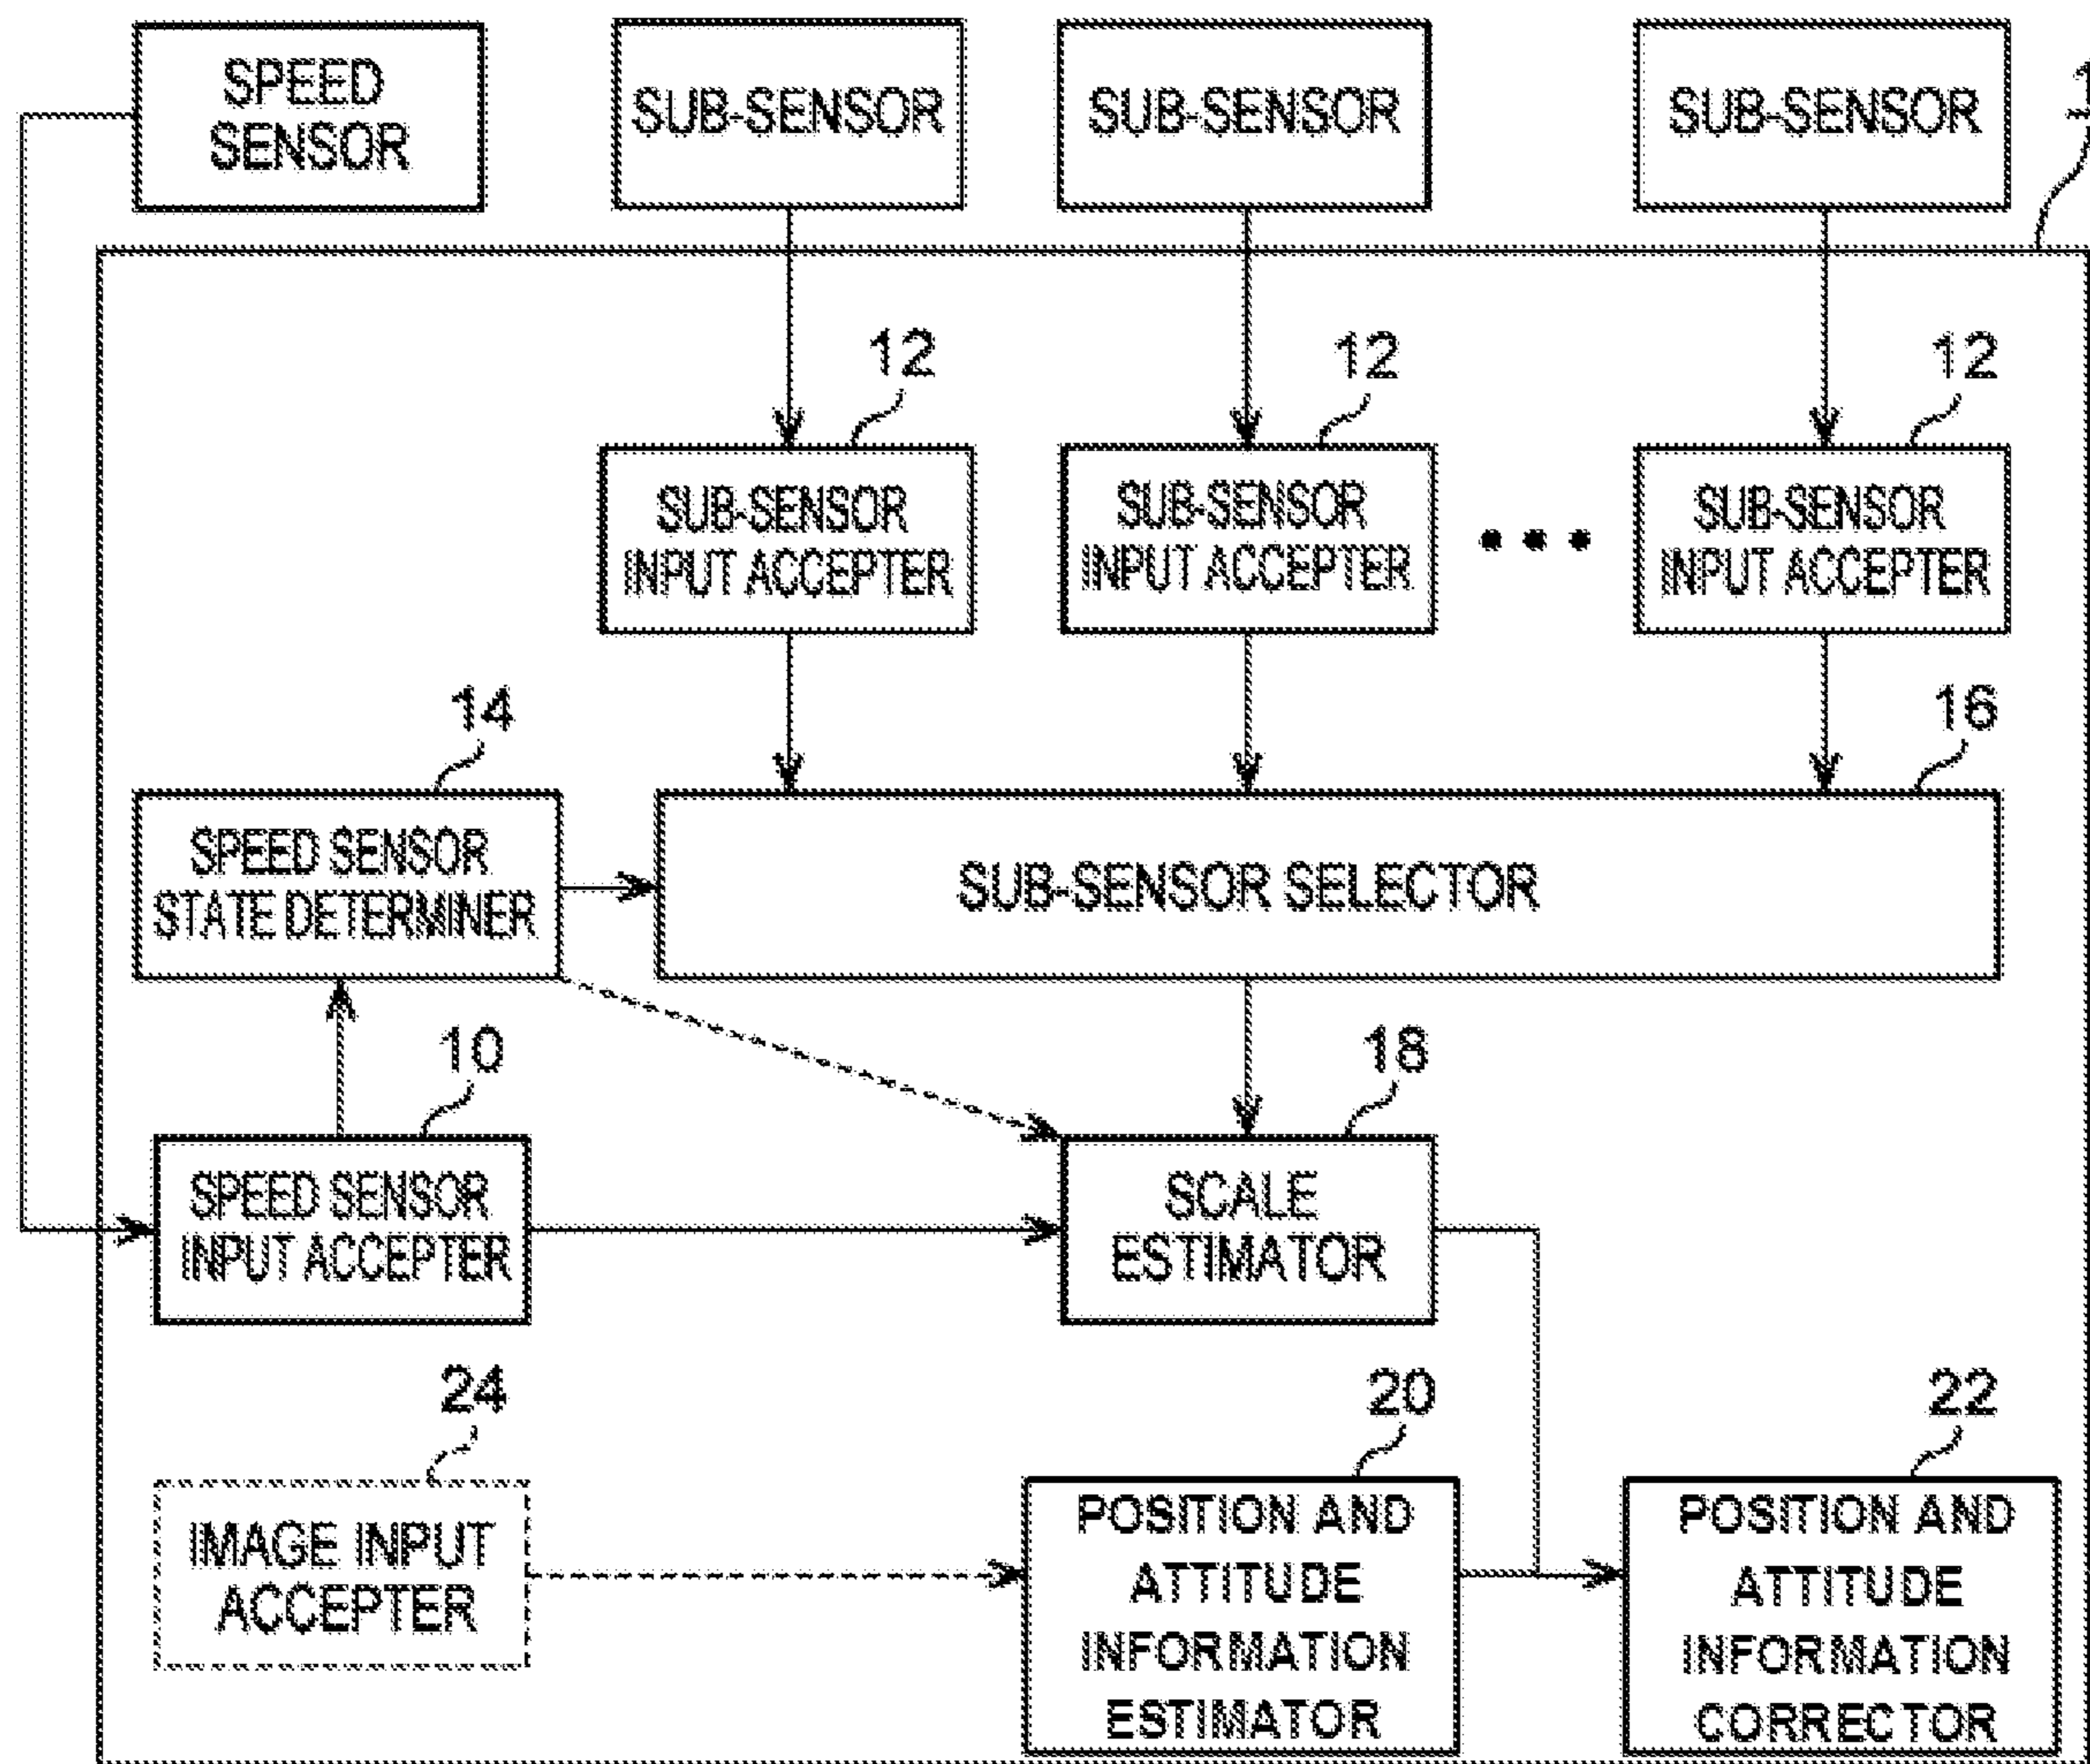 SPEED
SENSOR
SUB-SENSOR
SUB-SENSOR
SUB-SENSOR
1
12
12
12
SUB-SENSOR
INPUT ACCEPTER
SUB-SENSOR
INPUT ACCEPTER
•••
SUB-SENSOR
INPUT ACCEPTER
14
16
SPEED SENSOR
STATE DETERMINER
SUB-SENSOR SELECTOR
10
18
SPEED SENSOR
INPUT ACCEPTER
SCALE
ESTIMATOR
24
20
22
IMAGE INPUT
ACCEPTER
POSITION AND
ATTITUDE
INFORMATION
ESTIMATOR
POSITION AND
ATTITUDE
INFORMATION
CORRECTOR